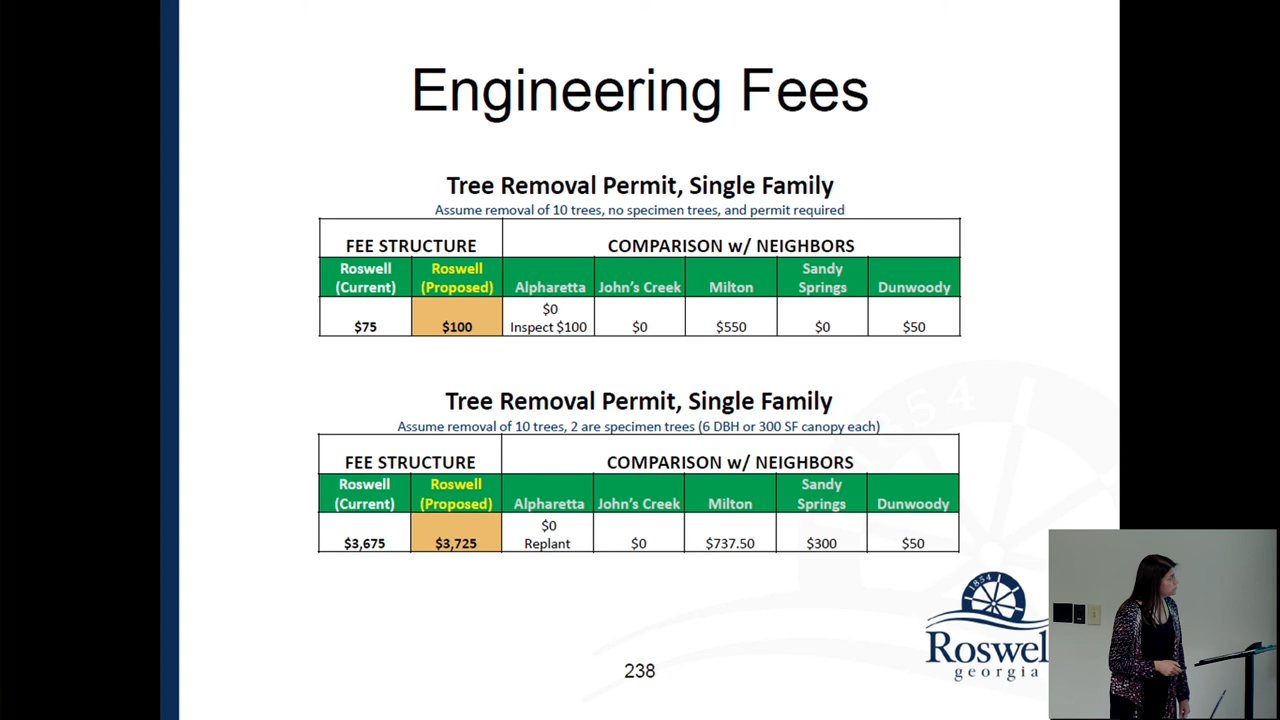 Engineering Fees
Tree Removal Permit, Single Family
Assume removal of 10 trees, no specimen trees, and permit required
FEE STRUCTURE COMPARISON w/ NEIGHBORS
Roswell (Current) Roswell (Proposed) Alpharetta John's Creek Milton Sandy Springs Dunwoody
$75 $100 $0 Inspect $100 $0 $550 $0 $50
Tree Removal Permit, Single Family
Assume removal of 10 trees, 2 are specimen trees (6 DBH or 300 SF canopy each)
FEE STRUCTURE COMPARISON w/ NEIGHBORS
Roswell (Current) Roswell (Proposed) Alpharetta John's Creek Milton Sandy Springs Dunwoody
$3,675 $3,725 $0 Replant $0 $737.50 $300 $50
1854
1854
Roswel
georgia
238